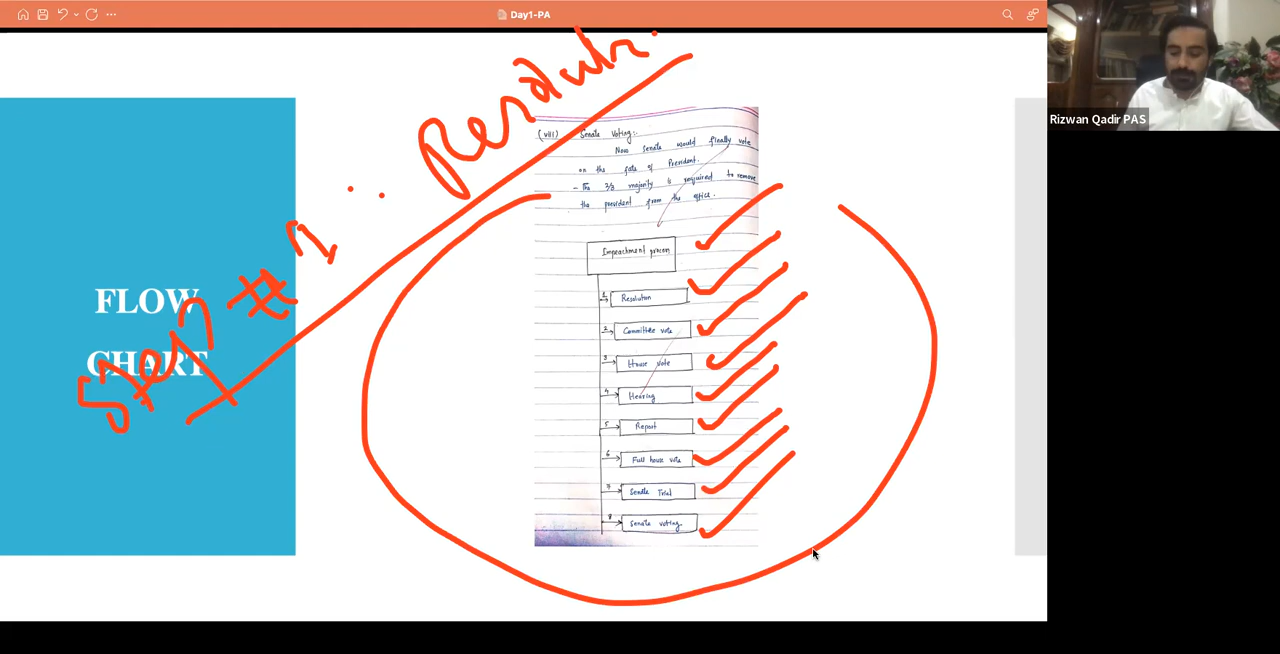 Day1-PA
Rizwan Qadir PAS
FLOW
CHART
Step # 1 : Resolut.
(viii) Senate Voting:-
Now Senate would finally vote
on the fate of President.
- The 2/3 majority is required to remove
the president from the office.
Impeachment process
1 Resolution
2 Committee vote
3 House vote
4 Hearing
5 Report
6 Full house vote
7 Senate Trial
8 Senate voting